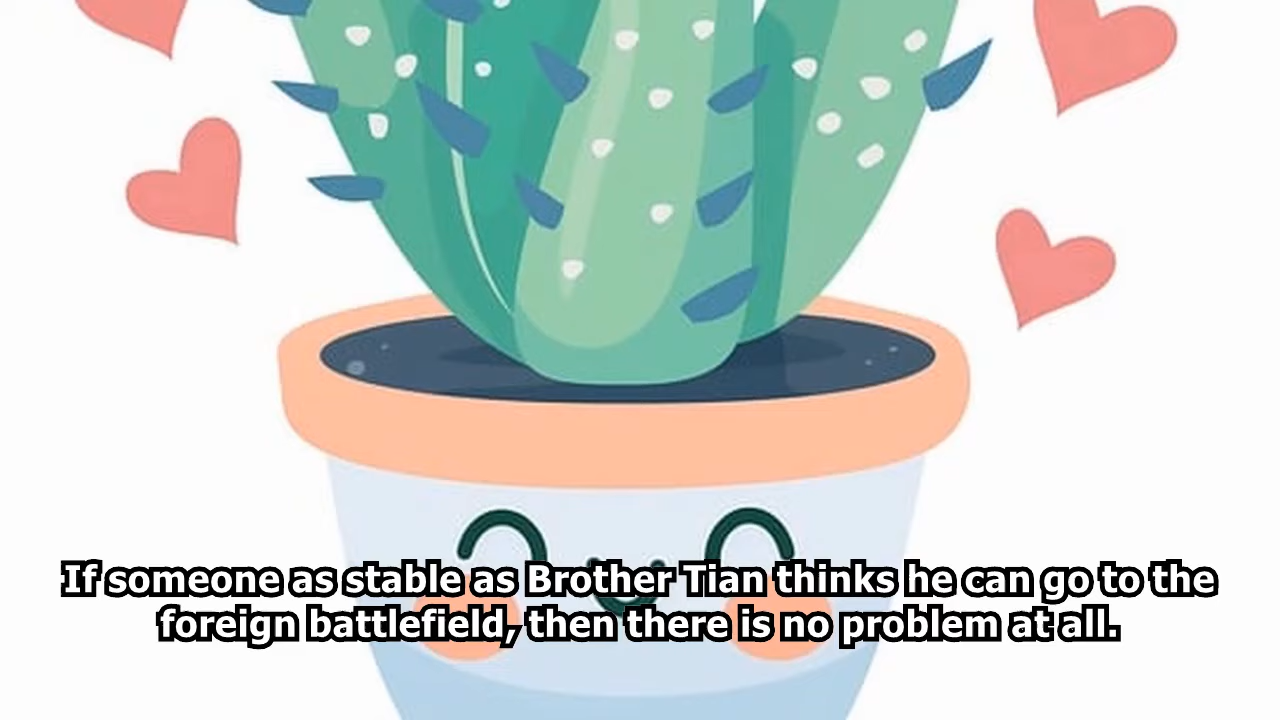 If someone as stable as Brother Tian thinks he can go to the
foreign battlefield, then there is no problem at all.